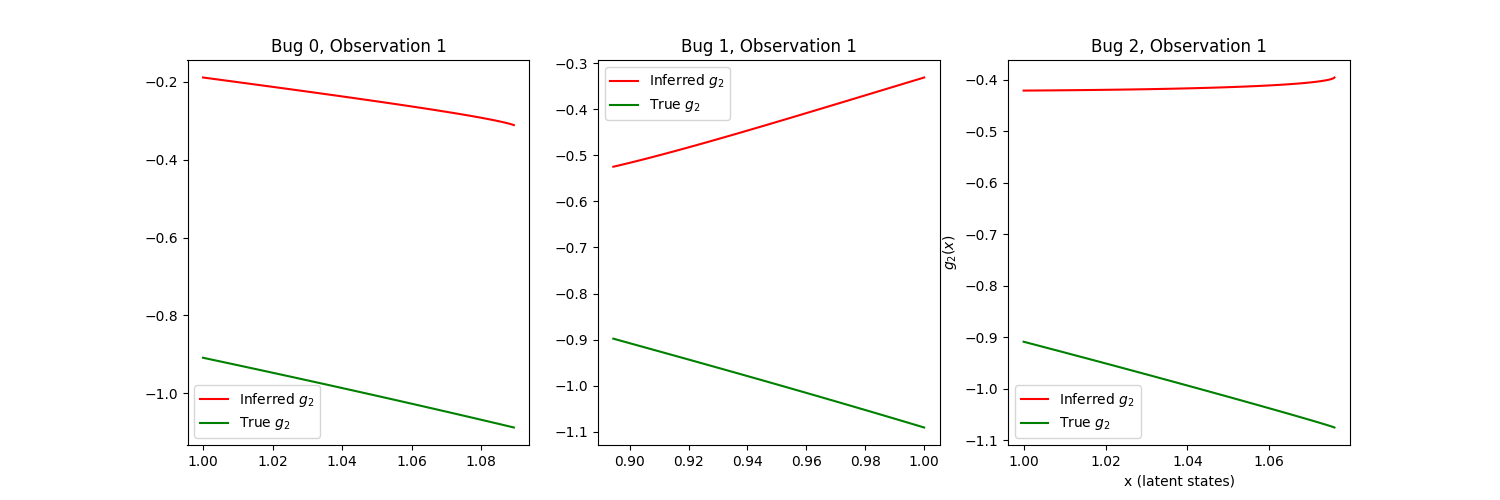 Bug 0, Observation 1
−0.2
−0.4
−0.6
−0.8
−1.0
Inferred g₂
True g₂
1.00 1.02 1.04 1.06 1.08
Bug 1, Observation 1
−0.3
−0.4
−0.5
−0.6
−0.7
−0.8
−0.9
−1.0
−1.1
Inferred g₂
True g₂
0.90 0.92 0.94 0.96 0.98 1.00
Bug 2, Observation 1
g₂(x)
−0.4
−0.5
−0.6
−0.7
−0.8
−0.9
−1.0
−1.1
Inferred g₂
True g₂
1.00 1.02 1.04 1.06
x (latent states)